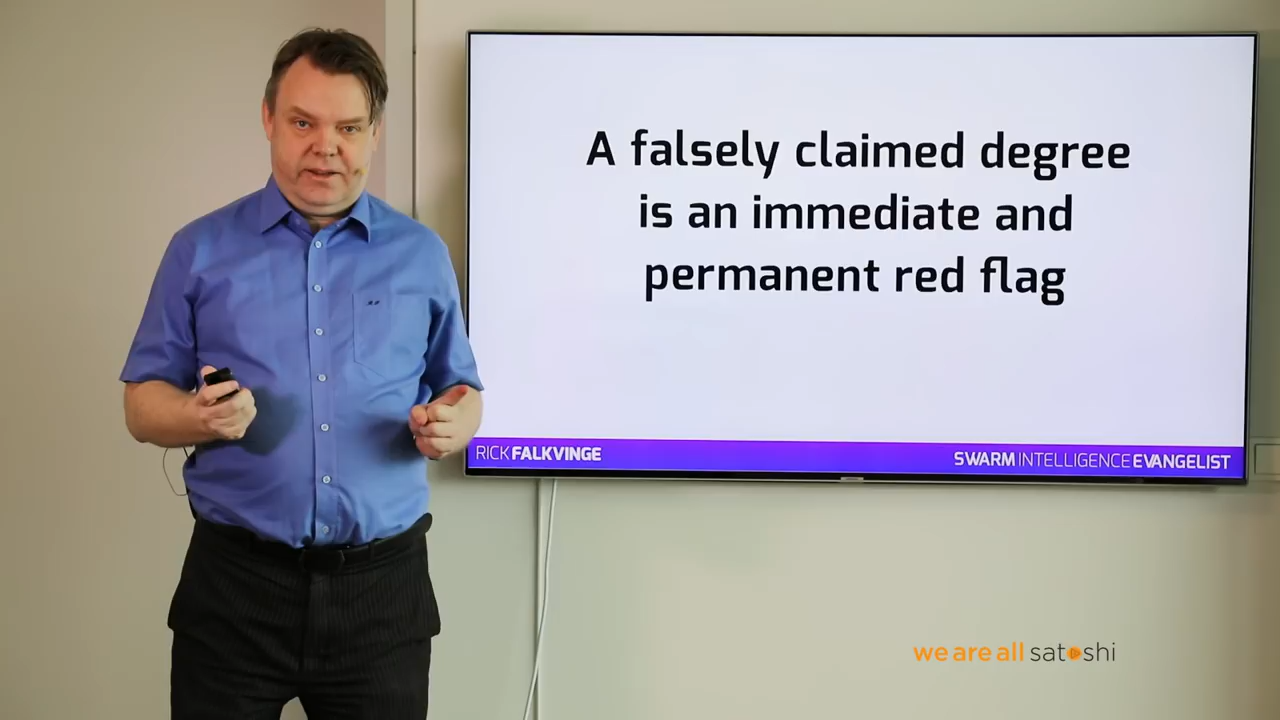 A falsely claimed degree
is an immediate and
permanent red flag
RICK FALKVINGE
SWARM INTELLIGENCE EVANGELIST
we are all satoshi